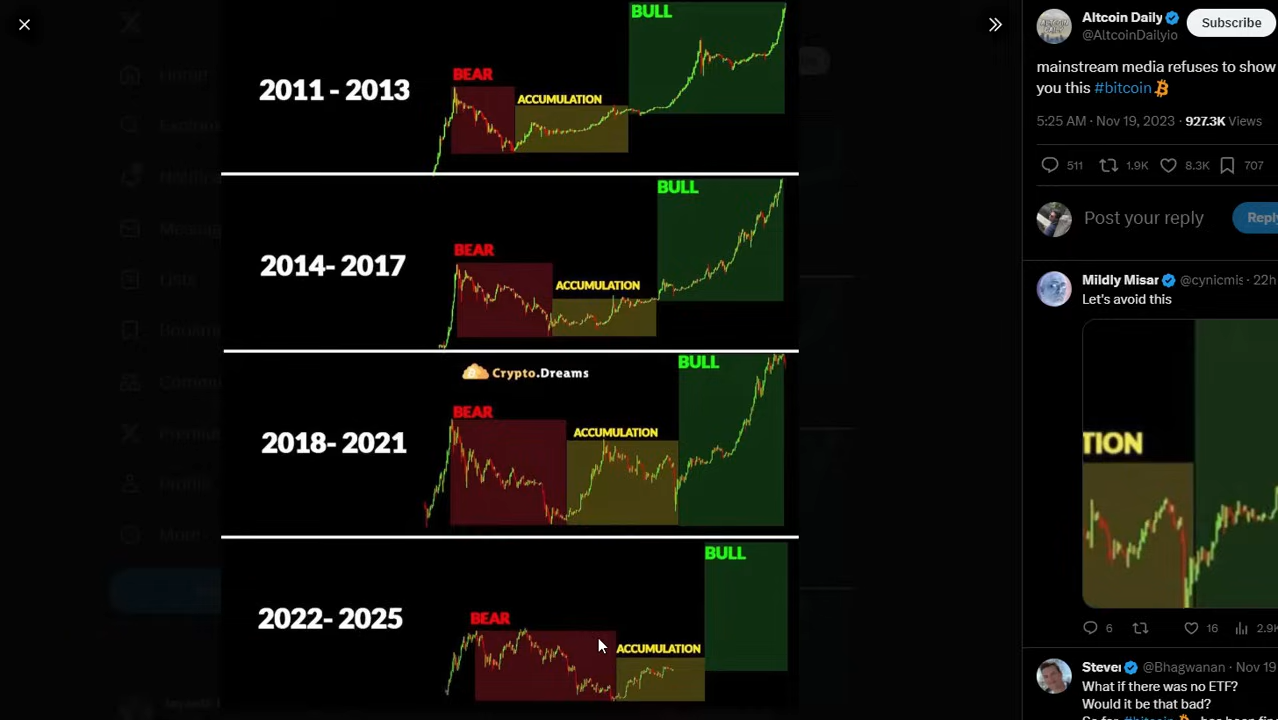 BULL
BEAR
2011 - 2013
ACCUMULATION
BULL
BEAR
2014- 2017
ACCUMULATION
BULL
Crypto.Dreams
BEAR
ACCUMULATION
2018- 2021
BULL
2022- 2025
BEAR
ACCUMULATION
Altcoin Daily
@AltcoinDailyio
Subscribe
mainstream media refuses to show
you this #bitcoin
5:25 AM · Nov 19, 2023 · 927.3K Views
511 1.9K 8.3K 707
Post your reply
Reply
Mildly Misar @cynicmis · 22h
Let's avoid this
TION
6 16 2.9K
Steven @Bhagwanan · Nov 19
What if there was no ETF?
Would it be that bad?